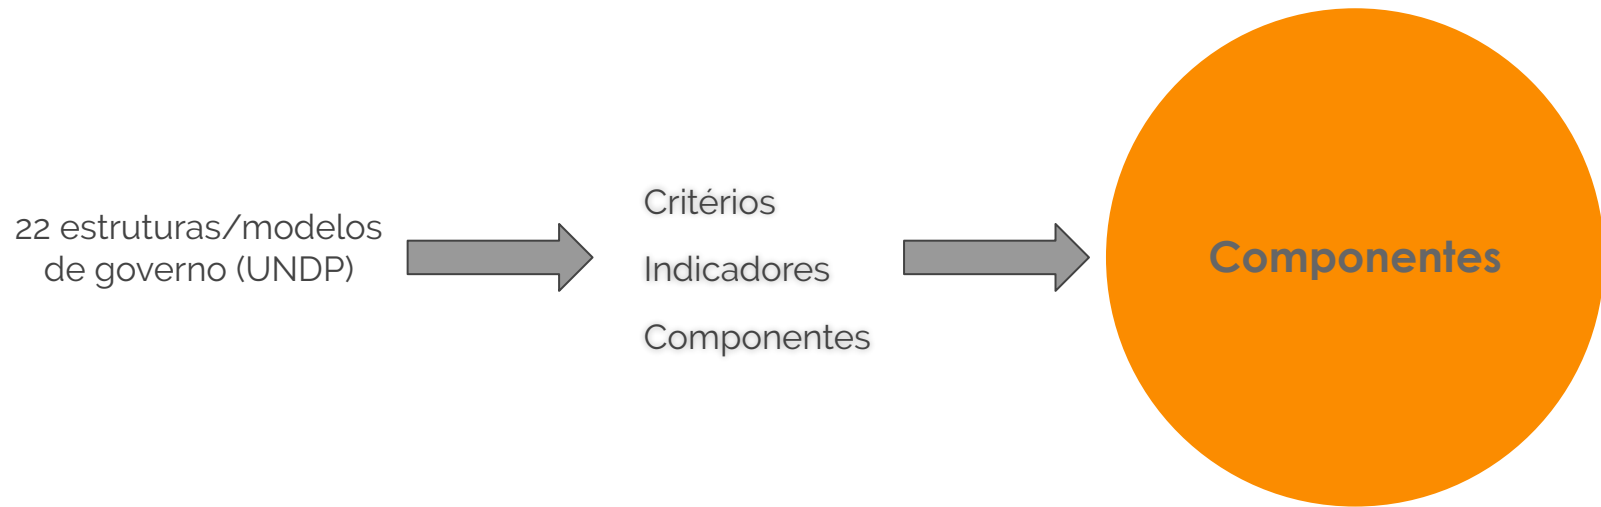 22 estruturas/modelos
de governo (UNDP)
Critérios
Indicadores
Componentes
Componentes